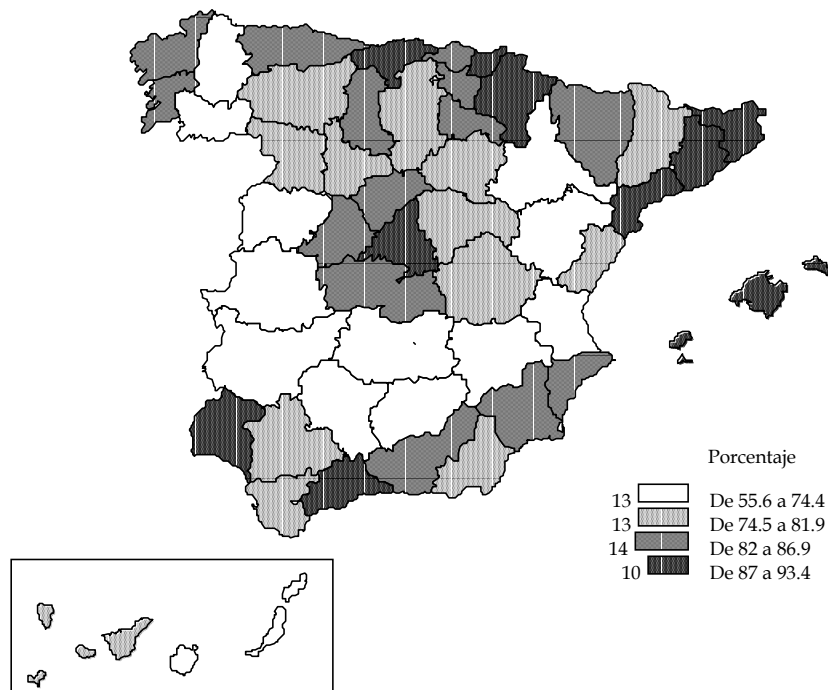 Porcentaje
13 De 55.6 a 74.4
13 De 74.5 a 81.9
14 De 82 a 86.9
10 De 87 a 93.4